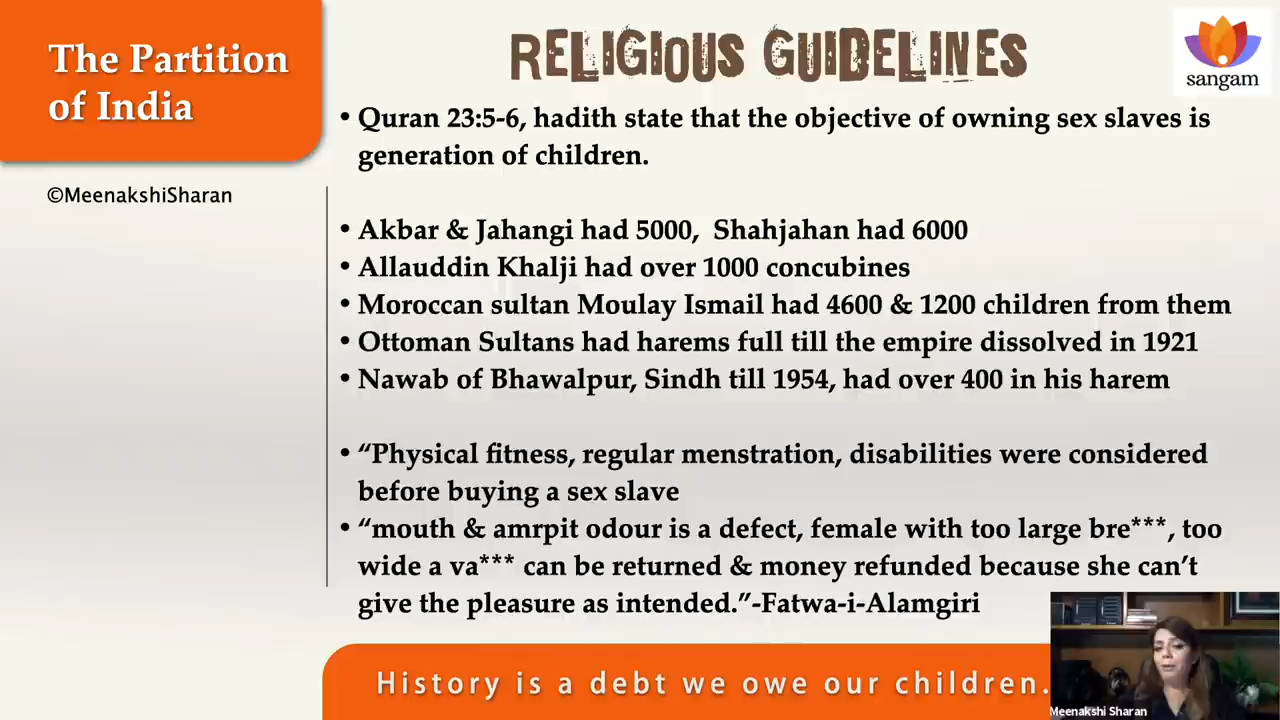 The Partition
of India
©MeenakshiSharan
RELIGIOUS GUIDELINES
sangam
• Quran 23:5-6, hadith state that the objective of owning sex slaves is
generation of children.
• Akbar & Jahangi had 5000, Shahjahan had 6000
• Allauddin Khalji had over 1000 concubines
• Moroccan sultan Moulay Ismail had 4600 & 1200 children from them
• Ottoman Sultans had harems full till the empire dissolved in 1921
• Nawab of Bhawalpur, Sindh till 1954, had over 400 in his harem
• “Physical fitness, regular menstration, disabilities were considered
before buying a sex slave
• “mouth & amrpit odour is a defect, female with too large bre***, too
wide a va*** can be returned & money refunded because she can’t
give the pleasure as intended.”-Fatwa-i-Alamgiri
History is a debt we owe our children.
Meenakshi Sharan